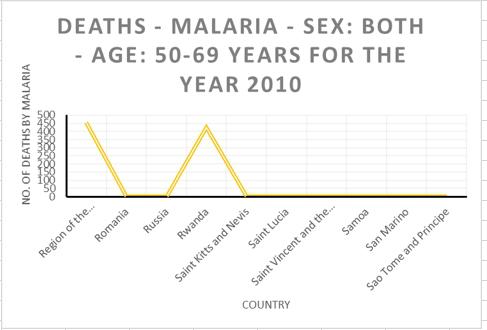 DEATHS - MALARIA - SEX: BOTH
- AGE: 50-69 YEARS FOR THE
YEAR 2010
NO. OF DEATHS BY MALARIA
500
450
400
350
300
250
200
150
100
50
0
Region of the...
Romania
Russia
Rwanda
Saint Kitts and Nevis
Saint Lucia
Saint Vincent and the...
Samoa
San Marino
Sao Tome and Principe
COUNTRY